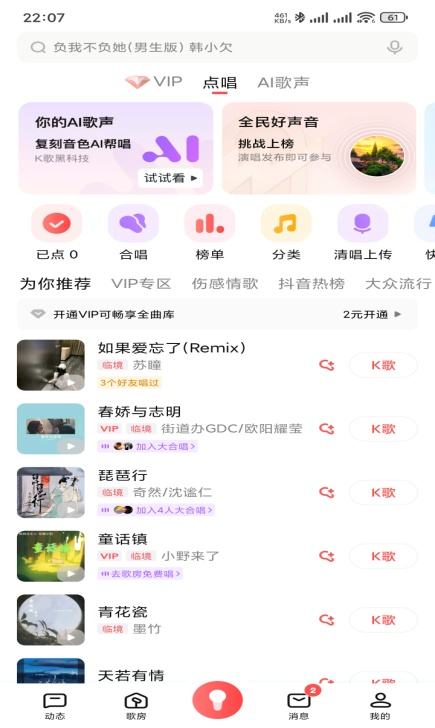 22:07
461 KB/s
61
负我不负她(男生版) 韩小欠
VIP 点唱 AI歌声
你的AI歌声
复刻音色AI帮唱
K歌黑科技
AI
试试看
全民好声音
挑战上榜
演唱发布即可参与
已点 0 合唱 榜单 分类 清唱上传
为你推荐 VIP专区 伤感情歌 抖音热榜 大众流行
开通VIP可畅享全曲库 2元开通
如果爱忘了(Remix)
临境 苏瞳
K歌
3个好友唱过
春娇与志明
VIP 临境 街道办GDC/欧阳耀莹
K歌
加入大合唱>
琵琶行
临境 奇然/沈谧仁
K歌
加入4人大合唱>
童话镇
VIP 临境 小野来了
K歌
去歌房免费唱>
青花瓷
临境 墨竹
K歌
天若有情
K歌
动态 歌房 消息 2 我的